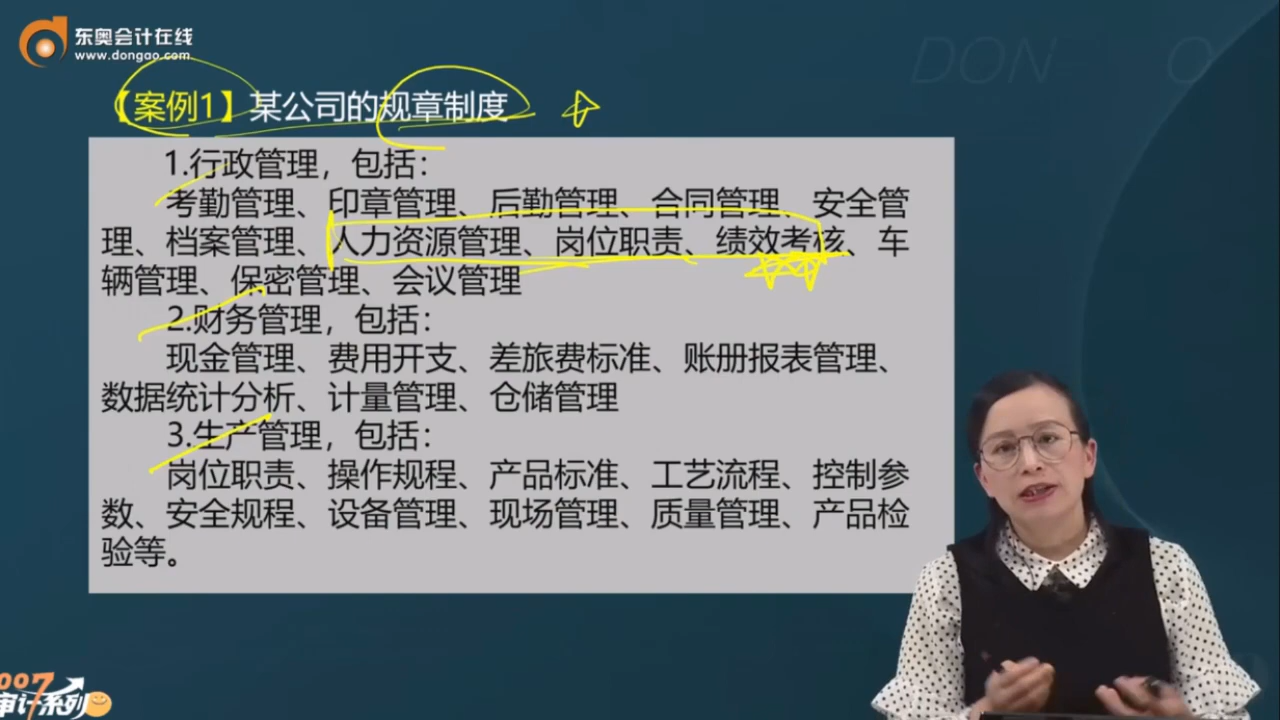 东奥会计在线
www.dongao.com
DON
O
【案例1】某公司的规章制度
1.行政管理，包括：
考勤管理、印章管理、后勤管理、合同管理、安全管
理、档案管理、人力资源管理、岗位职责、绩效考核、车
辆管理、保密管理、会议管理
2.财务管理，包括：
现金管理、费用开支、差旅费标准、账册报表管理、
数据统计分析、计量管理、仓储管理
3.生产管理，包括：
岗位职责、操作规程、产品标准、工艺流程、控制参
数、安全规程、设备管理、现场管理、质量管理、产品检
验等。
007
审计系列